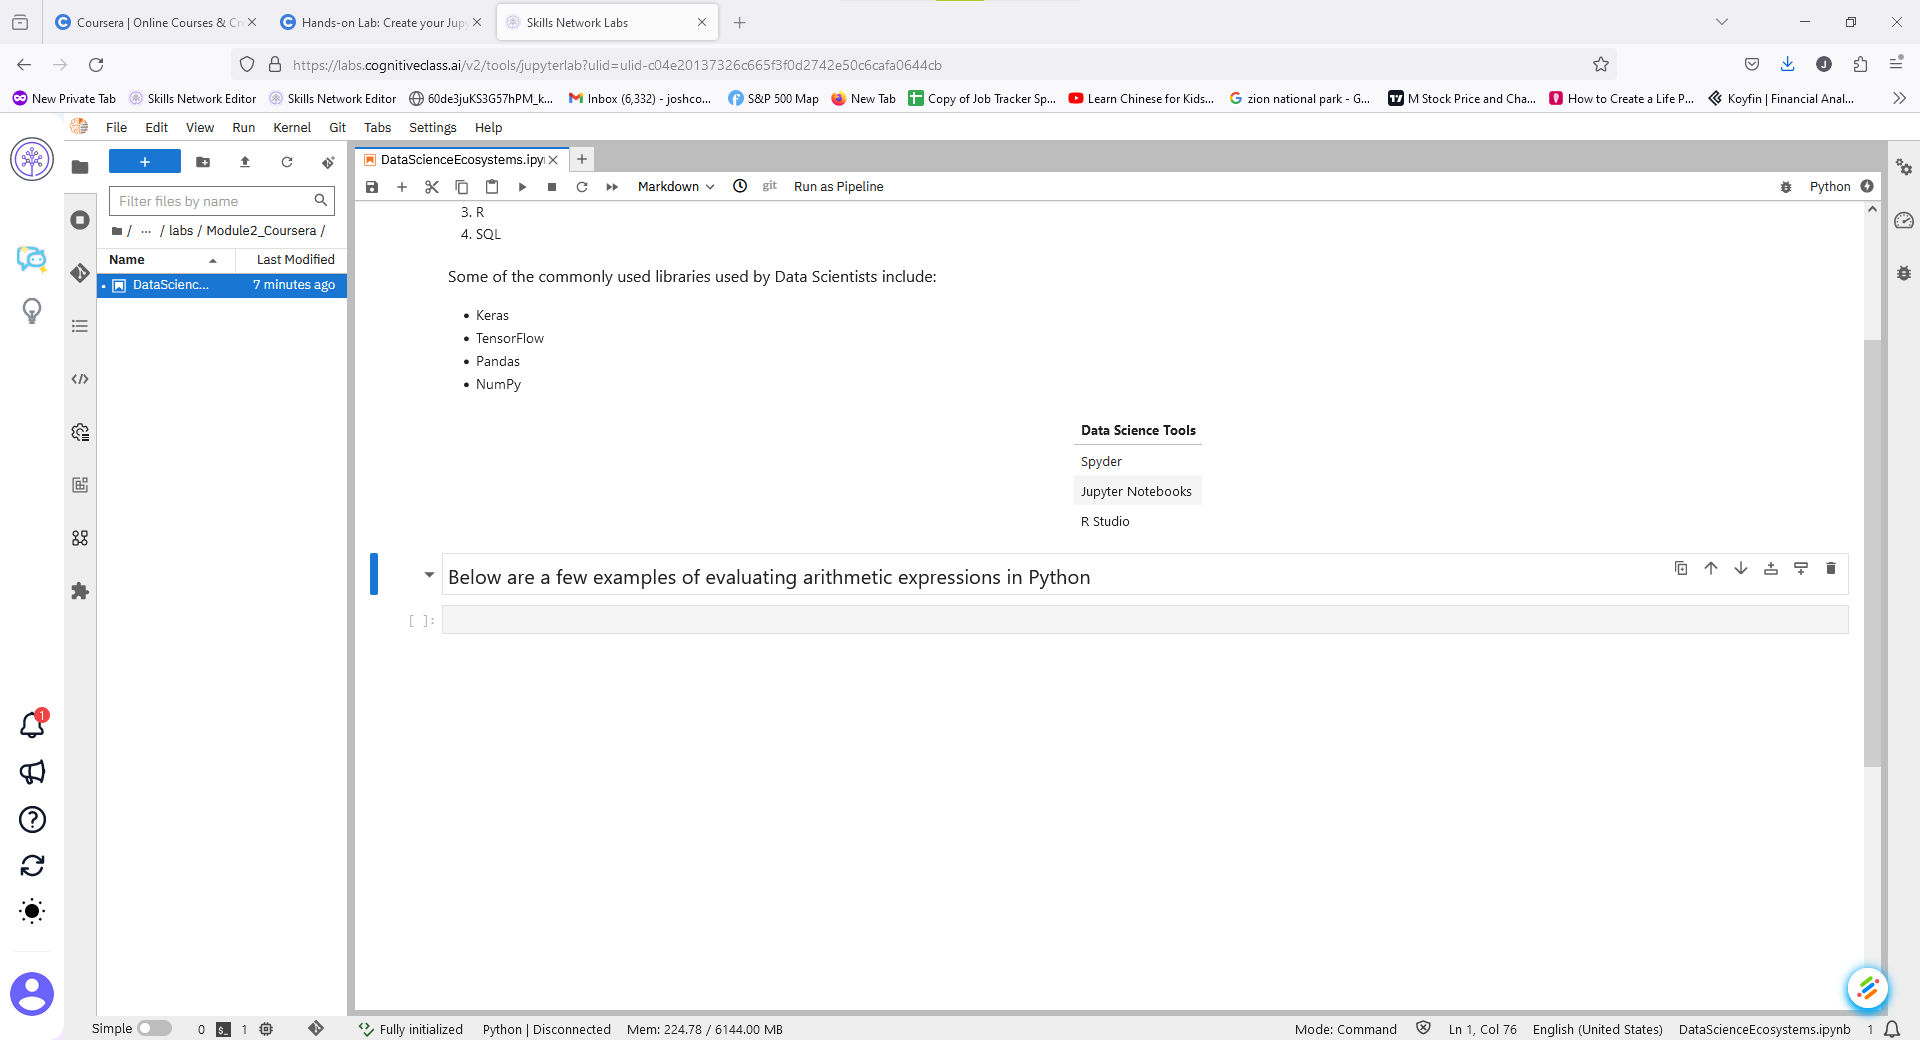 Coursera | Online Courses & Cr
Hands-on Lab: Create your Jupy
Skills Network Labs
https://labs.cognitiveclass.ai/v2/tools/jupyterlab?ulid=ulid-c04e20137326c665f3f0d2742e50c6cafa0644cb
New Private Tab
Skills Network Editor
Skills Network Editor
60de3juKS3G57hPM_k...
Inbox (6,332) - joshco...
S&P 500 Map
New Tab
Copy of Job Tracker Sp...
Learn Chinese for Kids...
zion national park - G...
M Stock Price and Cha...
How to Create a Life P...
Koyfin | Financial Anal...
File Edit View Run Kernel Git Tabs Settings Help
Filter files by name
/ ... / labs / Module2_Coursera /
Name Last Modified
DataScienc... 7 minutes ago
DataScienceEcosystems.ipy
Markdown git Run as Pipeline Python
3. R
4. SQL
Some of the commonly used libraries used by Data Scientists include:
• Keras
• TensorFlow
• Pandas
• NumPy
Data Science Tools
Spyder
Jupyter Notebooks
R Studio
Below are a few examples of evaluating arithmetic expressions in Python
[ ]:
1
J
Simple 0 $_ 1 Fully initialized Python | Disconnected Mem: 224.78 / 6144.00 MB Mode: Command Ln 1, Col 76 English (United States) DataScienceEcosystems.ipynb 1